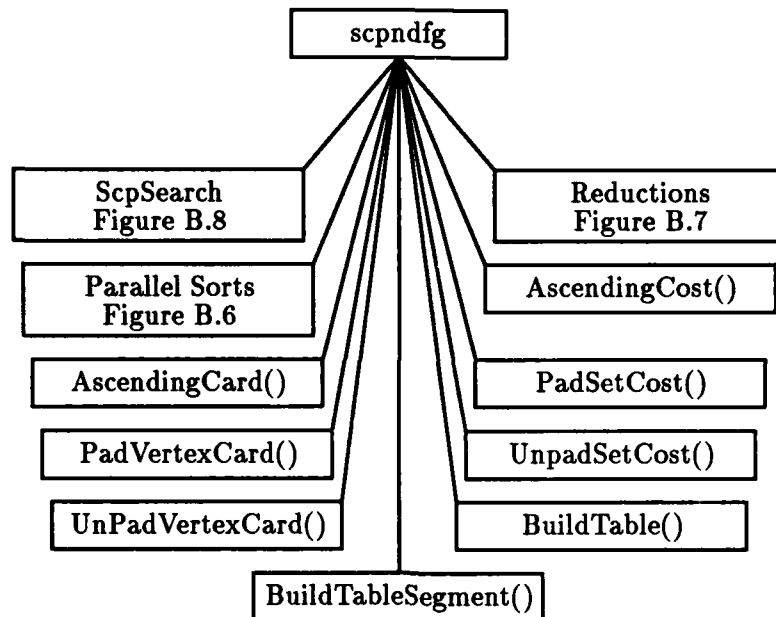 scpndfg
ScpSearch
Figure B.8
Reductions
Figure B.7
Parallel Sorts
Figure B.6
AscendingCost()
AscendingCard()
PadSetCost()
PadVertexCard()
UnpadSetCost()
UnPadVertexCard()
BuildTable()
BuildTableSegment()